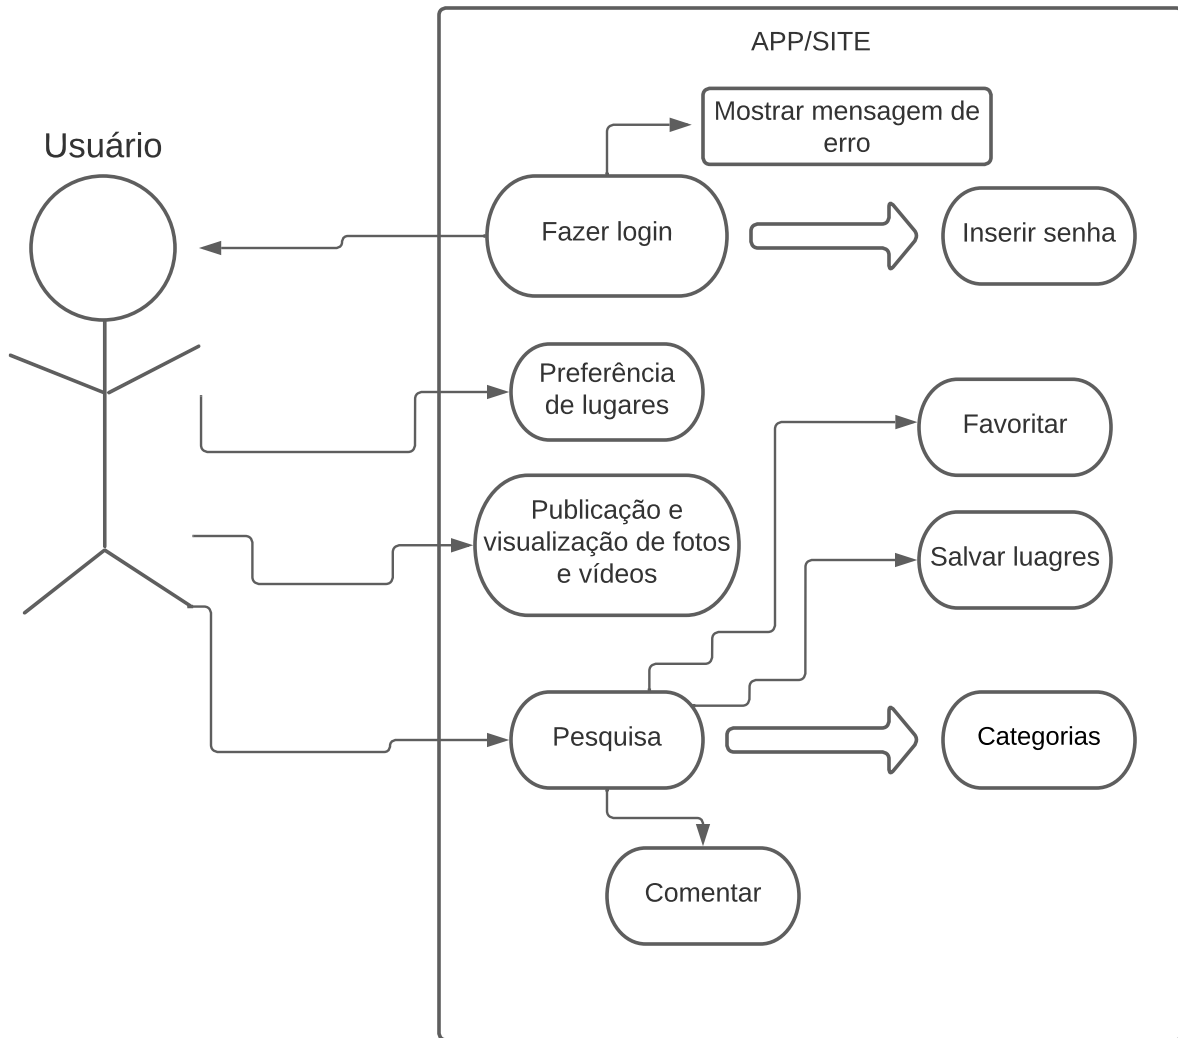 APP/SITE
Mostrar mensagem de
erro
Usuário
Fazer login
Inserir senha
Preferência
de lugares
Favoritar
Publicação e
visualização de fotos
e vídeos
Salvar luagres
Pesquisa
Categorias
Comentar